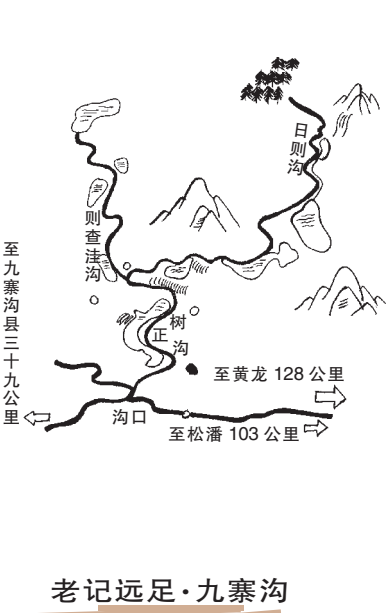 日则沟
则查洼沟
至九寨沟县三十九公里
树正沟
至黄龙 128 公里
沟口
至松潘 103 公里
老记远足·九寨沟